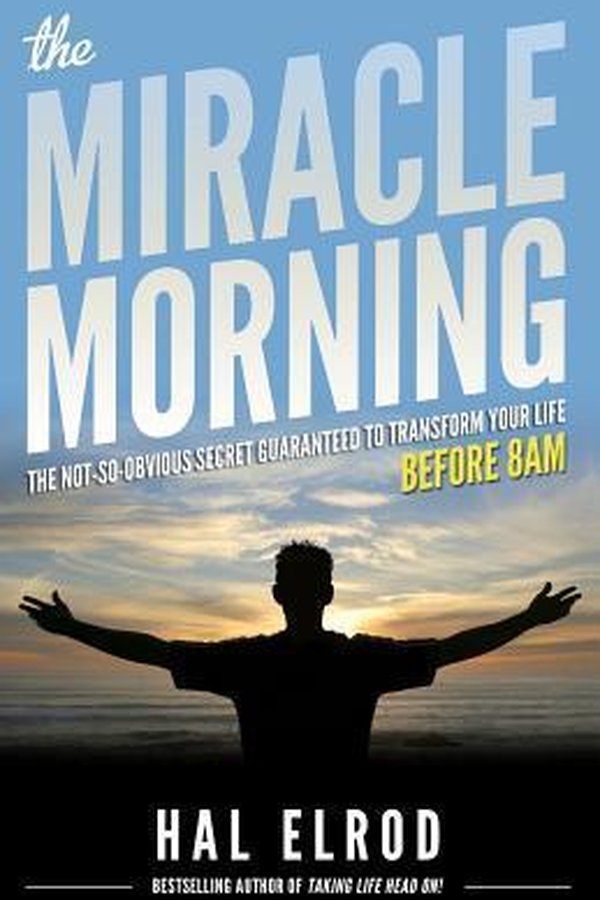 the
MIRACLE
MORNING
THE NOT-SO-OBVIOUS SECRET GUARANTEED TO TRANSFORM YOUR LIFE
BEFORE 8AM
HAL ELROD
BESTSELLING AUTHOR OF TAKING LIFE HEAD ON!